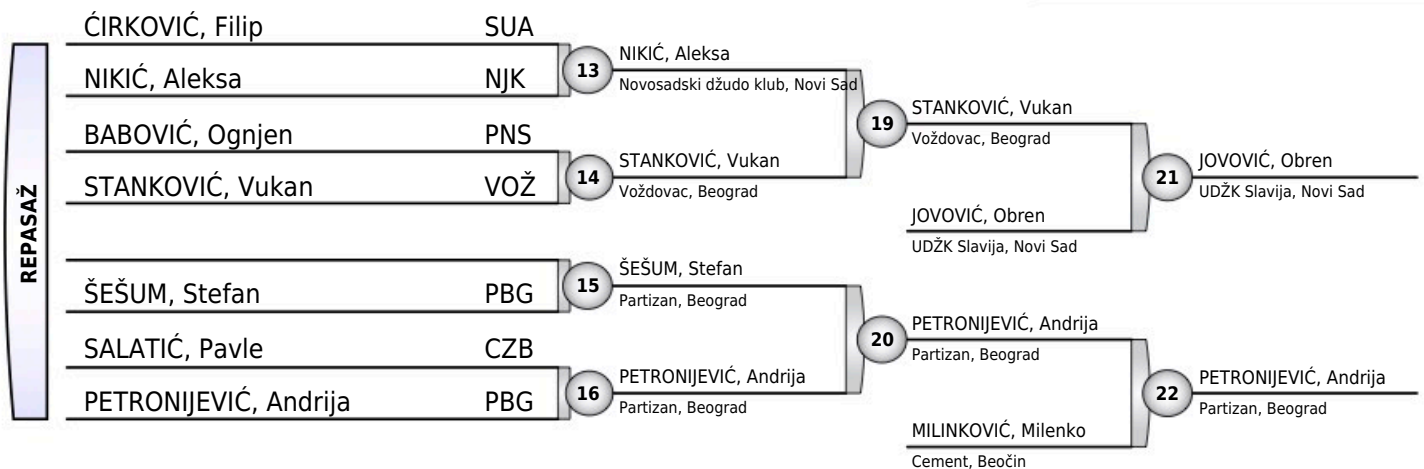 REPASAŽ
ĆIRKOVIĆ, Filip SUA
NIKIĆ, Aleksa NJK
BABOVIĆ, Ognjen PNS
STANKOVIĆ, Vukan VOŽ
ŠEŠUM, Stefan PBG
SALATIĆ, Pavle CZB
PETRONIJEVIĆ, Andrija PBG
13
NIKIĆ, Aleksa
Novosadski džudo klub, Novi Sad
14
STANKOVIĆ, Vukan
Voždovac, Beograd
15
ŠEŠUM, Stefan
Partizan, Beograd
16
PETRONIJEVIĆ, Andrija
Partizan, Beograd
19
STANKOVIĆ, Vukan
Voždovac, Beograd
JOVOVIĆ, Obren
UDŽK Slavija, Novi Sad
20
PETRONIJEVIĆ, Andrija
Partizan, Beograd
MILINKOVIĆ, Milenko
Cement, Beočin
21
JOVOVIĆ, Obren
UDŽK Slavija, Novi Sad
22
PETRONIJEVIĆ, Andrija
Partizan, Beograd